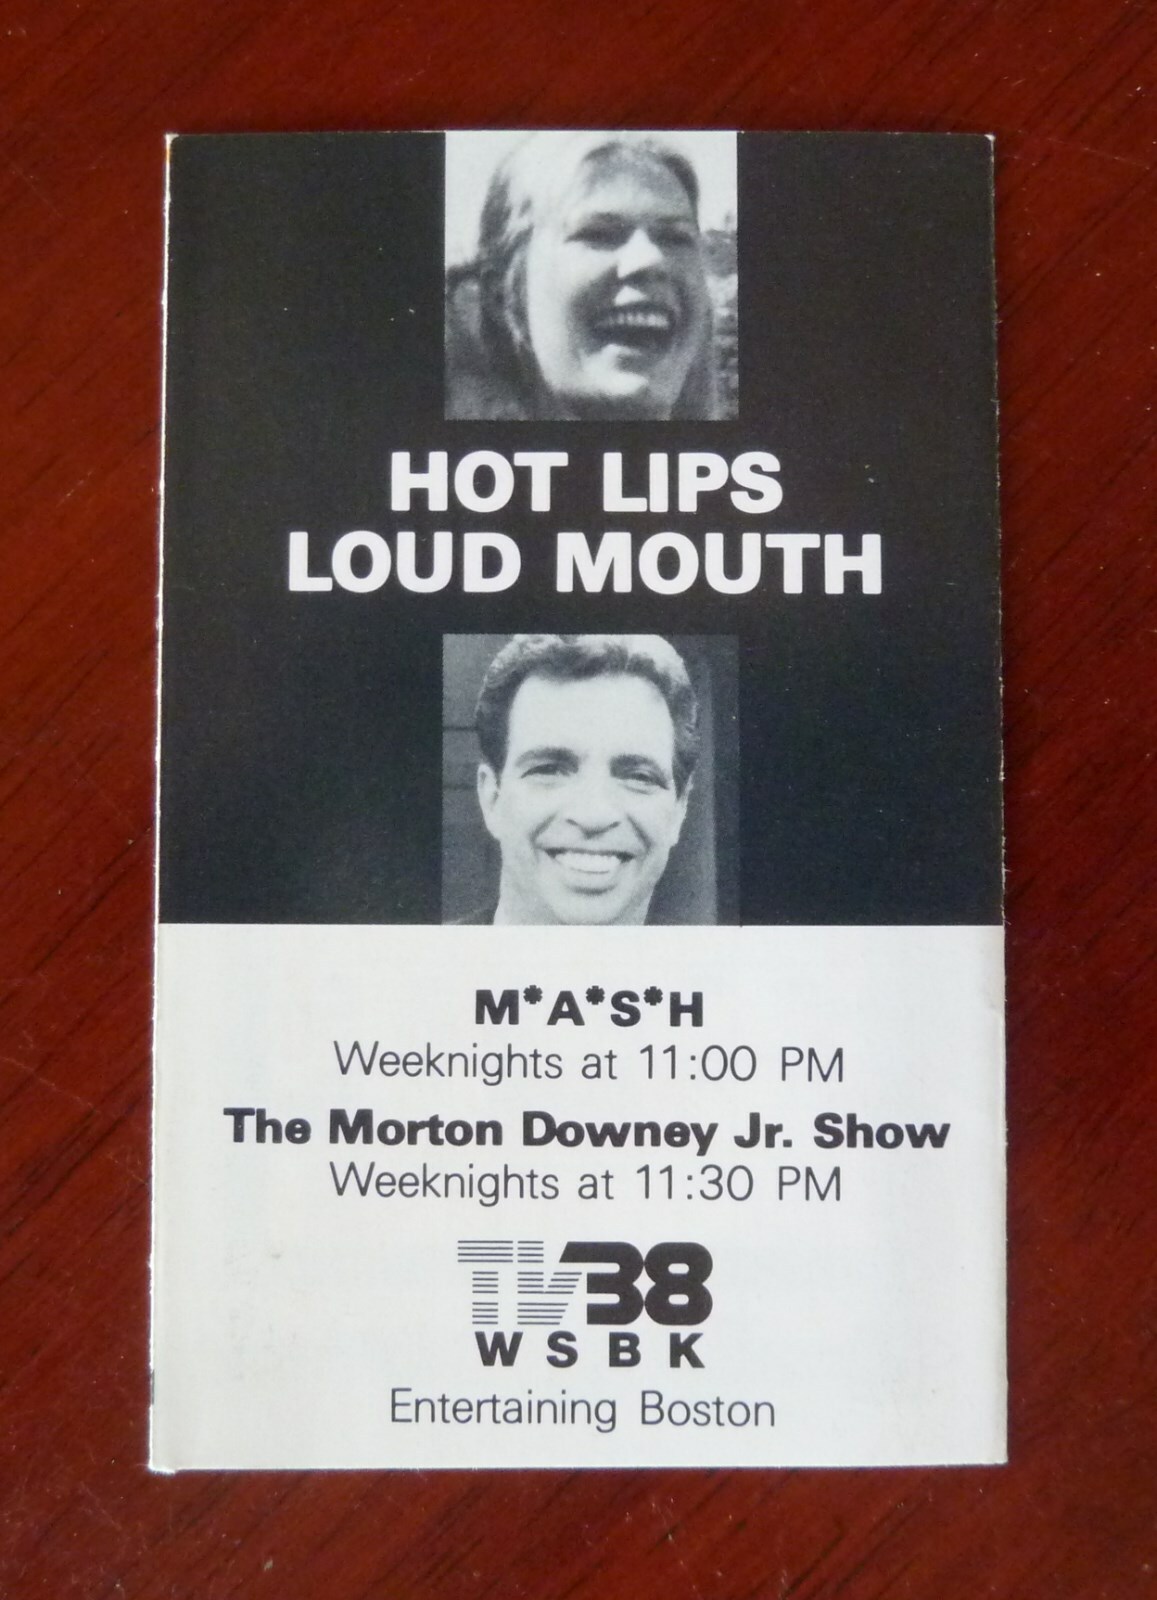 HOT LIPS
LOUD MOUTH
M*A*S*H
Weeknights at 11:00 PM
The Morton Downey Jr. Show
Weeknights at 11:30 PM
TV38
WSBK
Entertaining Boston